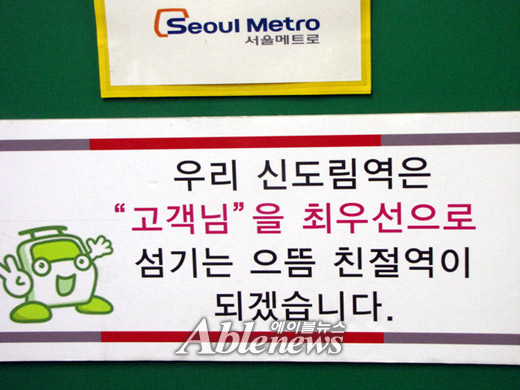 Seoul Metro
서울메트로
우리 신도림역은
“고객님”을 최우선으로
섬기는 으뜸 친절역이
되겠습니다.
에이블뉴스
Ablenews